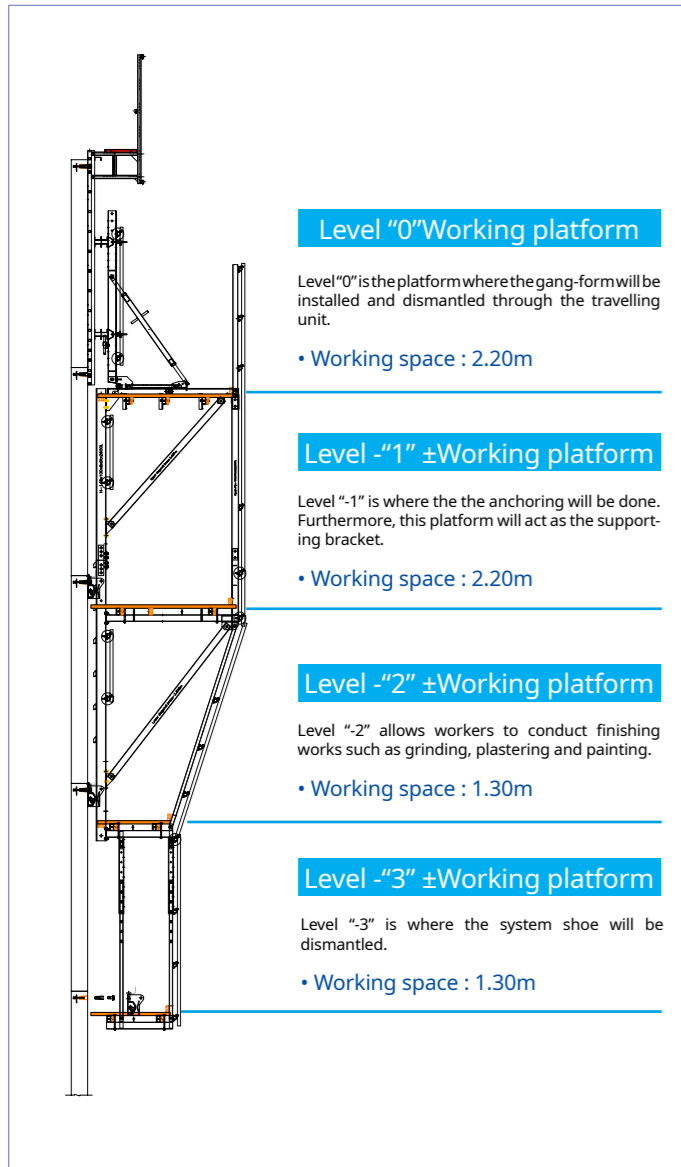 Level “0”Working platform
Level “0” is the platform where the gang-form will be
installed and dismantled through the travelling
unit.
• Working space : 2.20m
Level -“1” ±Working platform
Level “-1” is where the the anchoring will be done.
Furthermore, this platform will act as the support-
ing bracket.
• Working space : 2.20m
Level -“2” ±Working platform
Level “-2” allows workers to conduct finishing
works such as grinding, plastering and painting.
• Working space : 1.30m
Level -“3” ±Working platform
Level “-3” is where the system shoe will be
dismantled.
• Working space : 1.30m